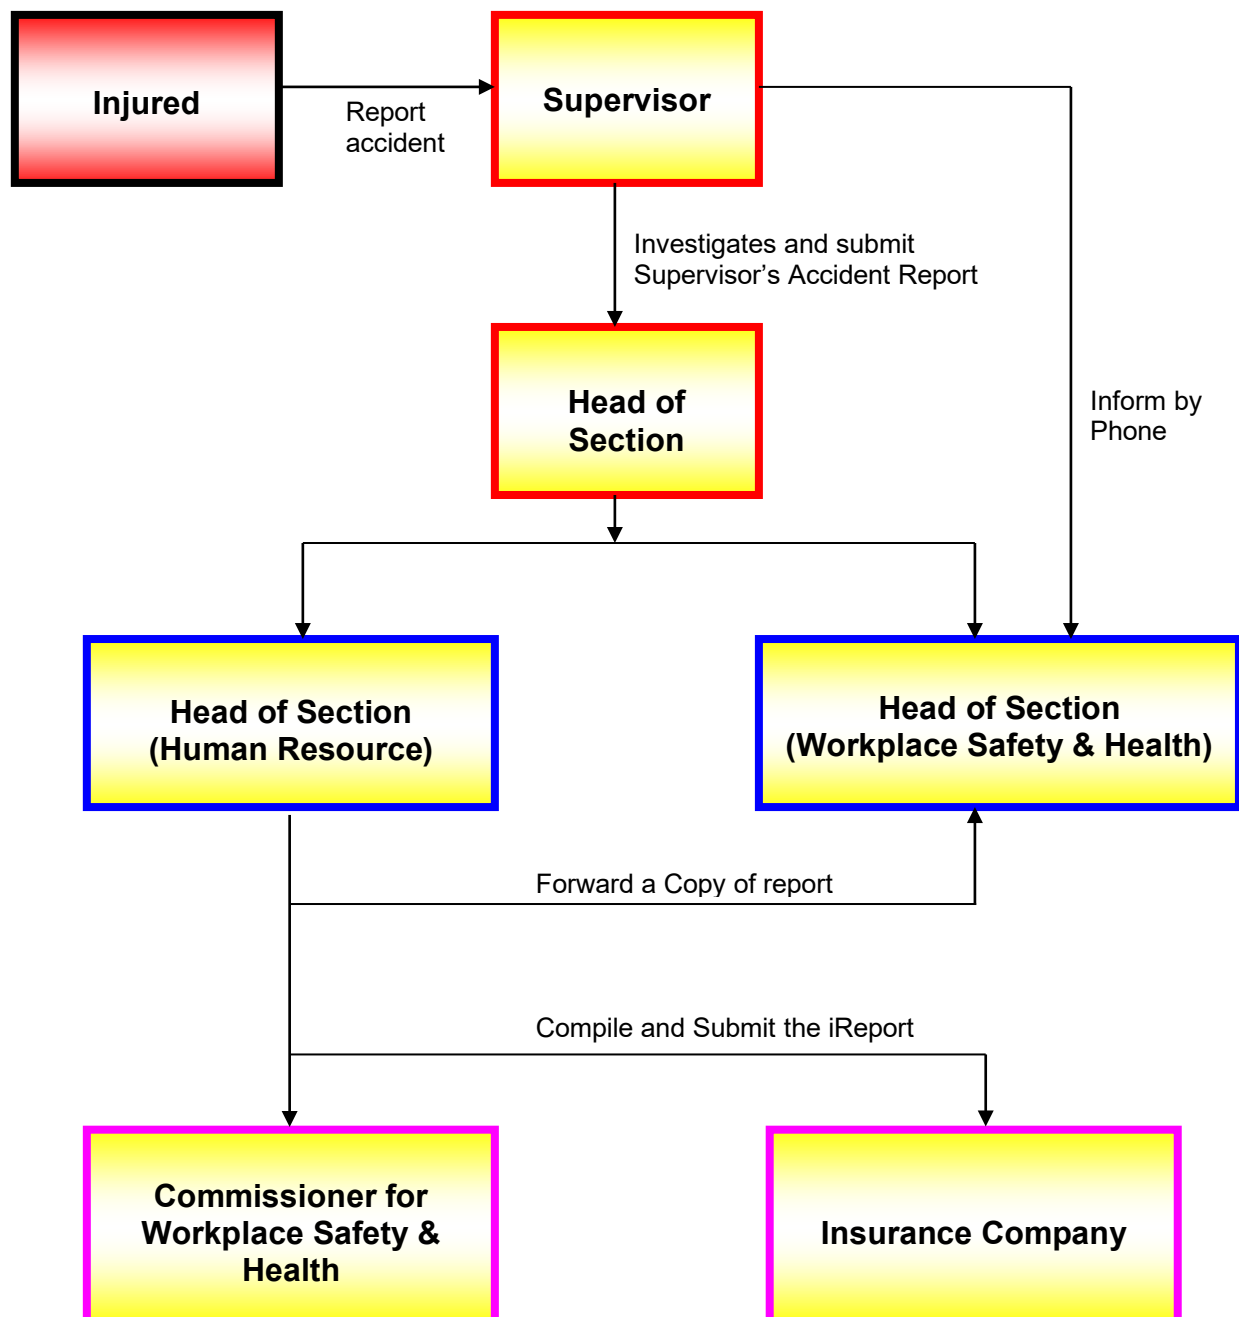 Injured
Report
accident
Supervisor
Investigates and submit
Supervisor’s Accident Report
Head of
Section
Inform by
Phone
Head of Section
(Human Resource)
Head of Section
(Workplace Safety & Health)
Forward a Copy of report
Compile and Submit the iReport
Commissioner for
Workplace Safety &
Health
Insurance Company